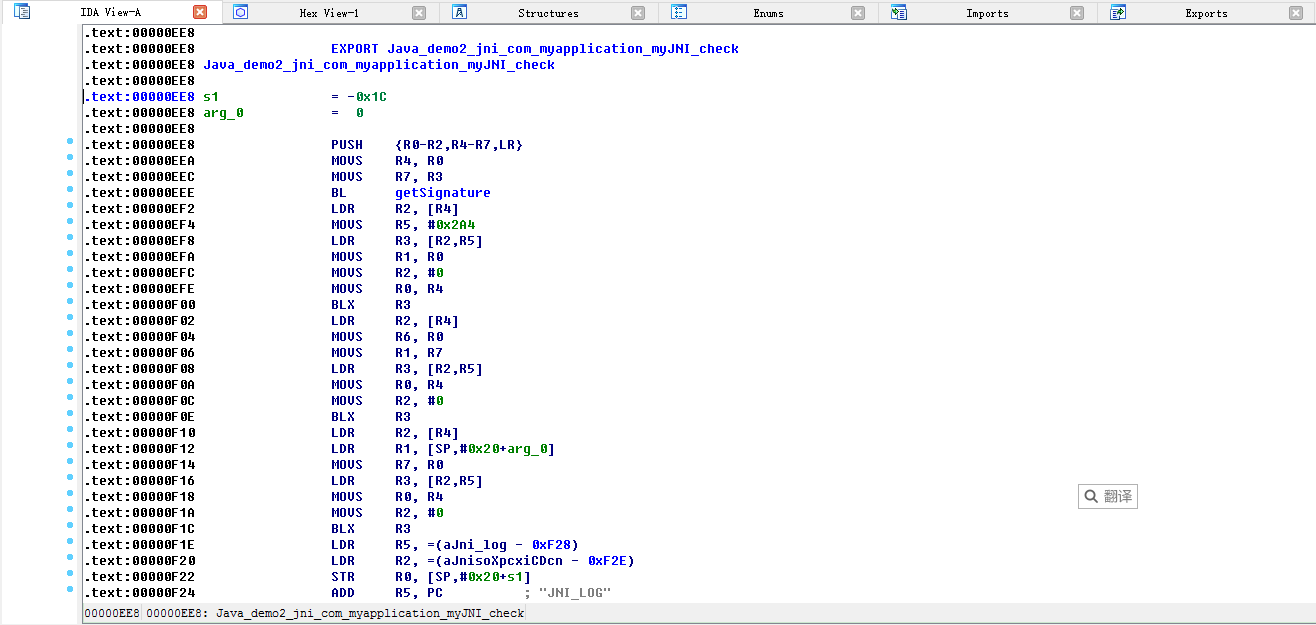 IDA View-A Hex View-1 Structures Enums Imports Exports
.text:00000EE8
.text:00000EE8 EXPORT Java_demo2_jni_com_myapplication_myJNI_check
.text:00000EE8 Java_demo2_jni_com_myapplication_myJNI_check
.text:00000EE8
.text:00000EE8 s1 = -0x1C
.text:00000EE8 arg_0 = 0
.text:00000EE8
.text:00000EE8 PUSH {R0-R2,R4-R7,LR}
.text:00000EEA MOVS R4, R0
.text:00000EEC MOVS R7, R3
.text:00000EEE BL getSignature
.text:00000EF2 LDR R2, [R4]
.text:00000EF4 MOVS R5, #0x2A4
.text:00000EF8 LDR R3, [R2,R5]
.text:00000EFA MOVS R1, R0
.text:00000EFC MOVS R2, #0
.text:00000EFE MOVS R0, R4
.text:00000F00 BLX R3
.text:00000F02 LDR R2, [R4]
.text:00000F04 MOVS R6, R0
.text:00000F06 MOVS R1, R7
.text:00000F08 LDR R3, [R2,R5]
.text:00000F0A MOVS R0, R4
.text:00000F0C MOVS R2, #0
.text:00000F0E BLX R3
.text:00000F10 LDR R2, [R4]
.text:00000F12 LDR R1, [SP,#0x20+arg_0]
.text:00000F14 MOVS R7, R0
.text:00000F16 LDR R3, [R2,R5]
.text:00000F18 MOVS R0, R4
.text:00000F1A MOVS R2, #0
.text:00000F1C BLX R3
.text:00000F1E LDR R5, =(aJni_log - 0xF28)
.text:00000F20 LDR R2, =(aJnisoXpcxiCDcn - 0xF2E)
.text:00000F22 STR R0, [SP,#0x20+s1]
.text:00000F24 ADD R5, PC ; "JNI_LOG"
翻译
00000EE8 00000EE8: Java_demo2_jni_com_myapplication_myJNI_check